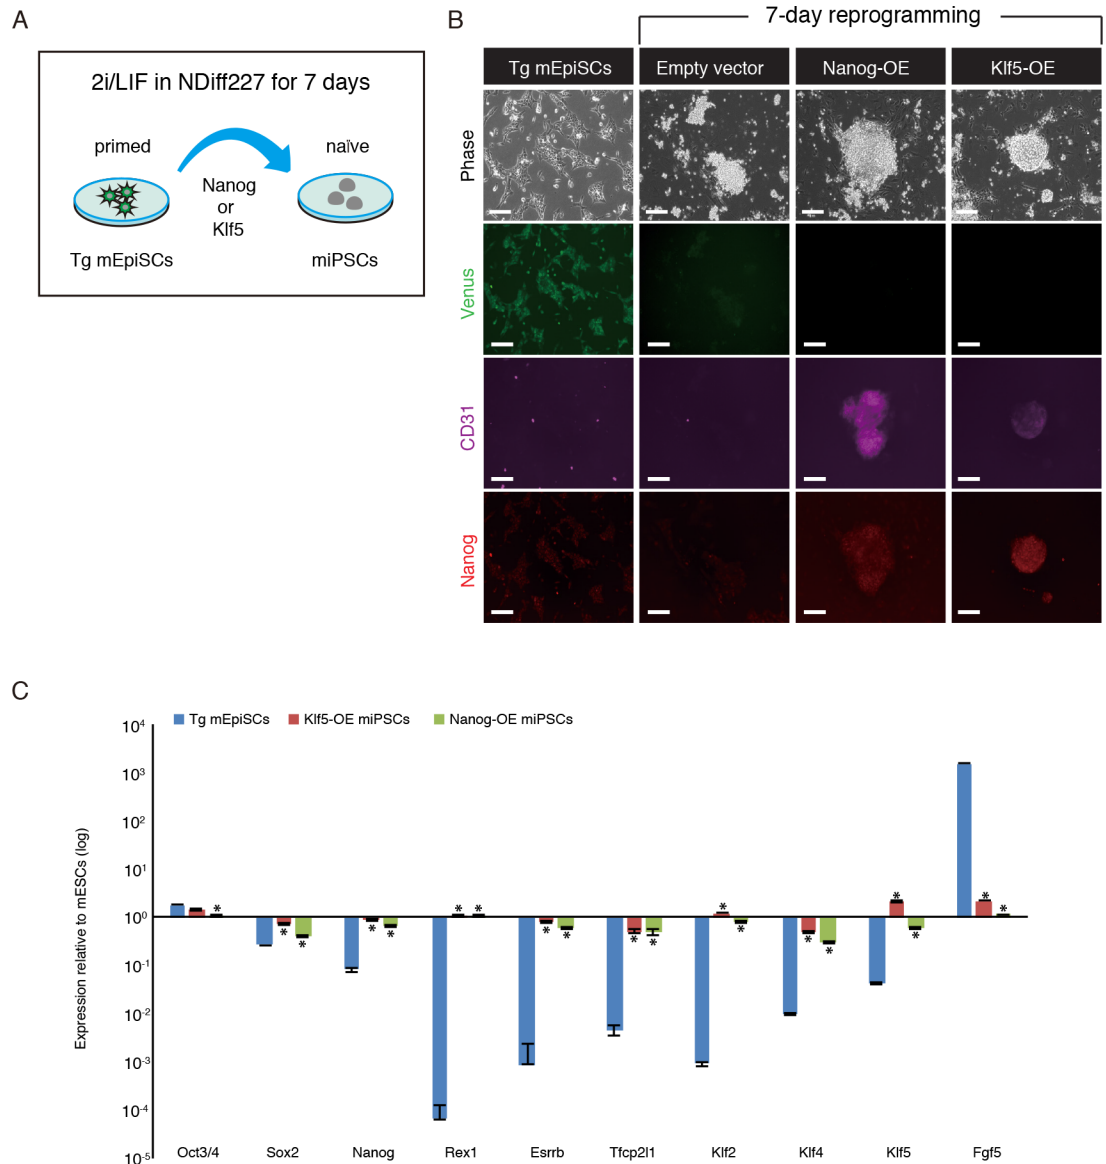 A
2i/LIF in NDiff227 for 7 days
primed
naïve
Nanog
or
Klf5
Tg mEpiSCs
miPSCs
B
7-day reprogramming
Tg mEpiSCs
Empty vector
Nanog-OE
Klf5-OE
Phase
Venus
CD31
Nanog
C
Tg mEpiSCs
Klf5-OE miPSCs
Nanog-OE miPSCs
Expression relative to mESCs (log)
10⁴
10³
10²
10¹
10⁰
10⁻¹
10⁻²
10⁻³
10⁻⁴
10⁻⁵
* * * * * * * * * * * * * * * * * * *
Oct3/4
Sox2
Nanog
Rex1
Esrrb
Tfcp2l1
Klf2
Klf4
Klf5
Fgf5